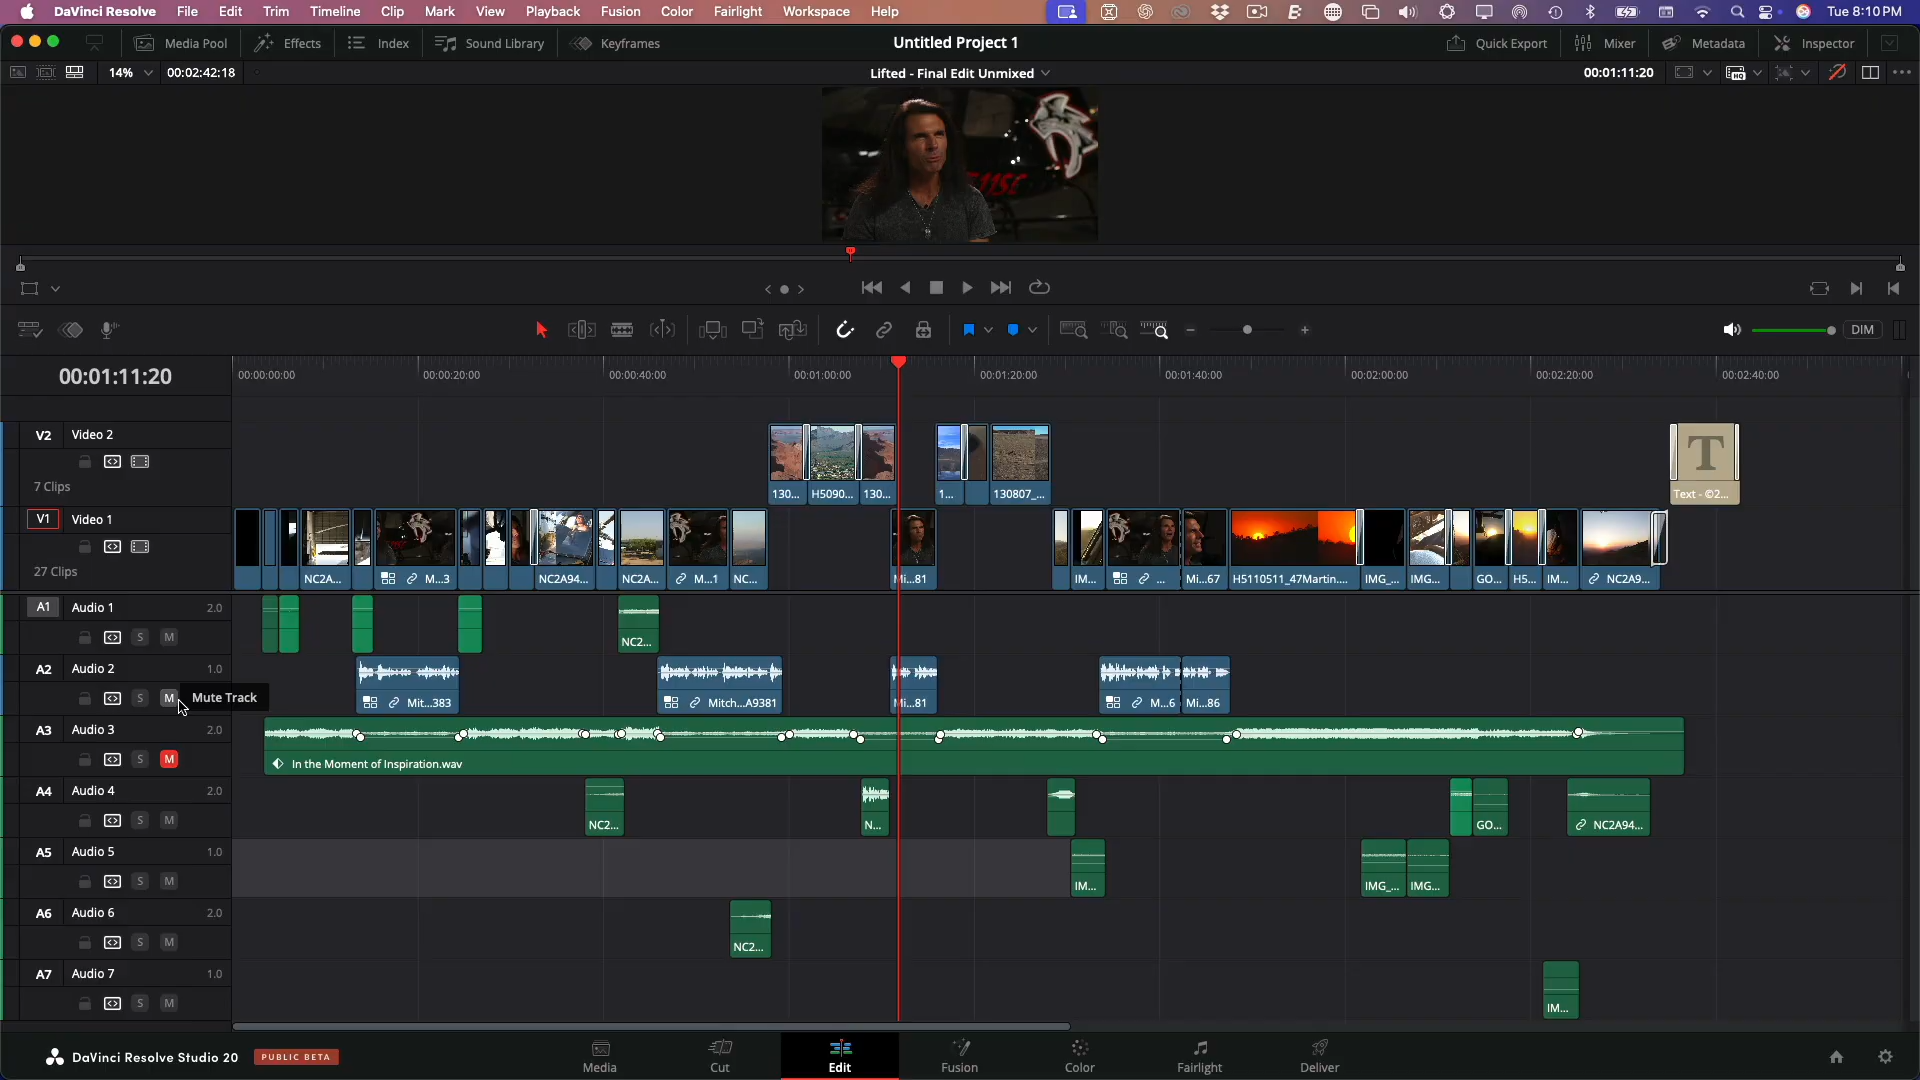 DaVinci Resolve File Edit Trim Timeline Clip Mark View Playback Fusion Color Fairlight Workspace Help Tue 8:10 PM
Media Pool Effects Index Sound Library Keyframes Untitled Project 1 Quick Export Mixer Metadata Inspector
14% 00:02:42:18 Lifted - Final Edit Unmixed 00:01:11:20
DIM
00:01:11:20 00:00:00:00 00:00:20:00 00:00:40:00 00:01:00:00 00:01:20:00 00:01:40:00 00:02:00:00 00:02:20:00 00:02:40:00
V2 Video 2
7 Clips 130... H5090... 130... 1... 130807_... Text - ©2...
V1 Video 1
27 Clips NC2A... M...3 NC2A94... NC2A... M...1 NC... Mi...81 IM... ... Mi...67 H5110511_47Martin.... IMG_... IMG... GO... H5... IM... NC2A9...
A1 Audio 1 2.0
S M NC2...
A2 Audio 2 1.0
S M Mute Track Mit...383 Mitch...A9381 Mi...81 M...6 Mi...86
A3 Audio 3 2.0
S M In the Moment of Inspiration.wav
A4 Audio 4 2.0
S M NC2... N... GO... NC2A94...
A5 Audio 5 1.0
S M IM... IMG_... IMG...
A6 Audio 6 2.0
S M NC2...
A7 Audio 7 1.0
S M IM...
DaVinci Resolve Studio 20 PUBLIC BETA Media Cut Edit Fusion Color Fairlight Deliver